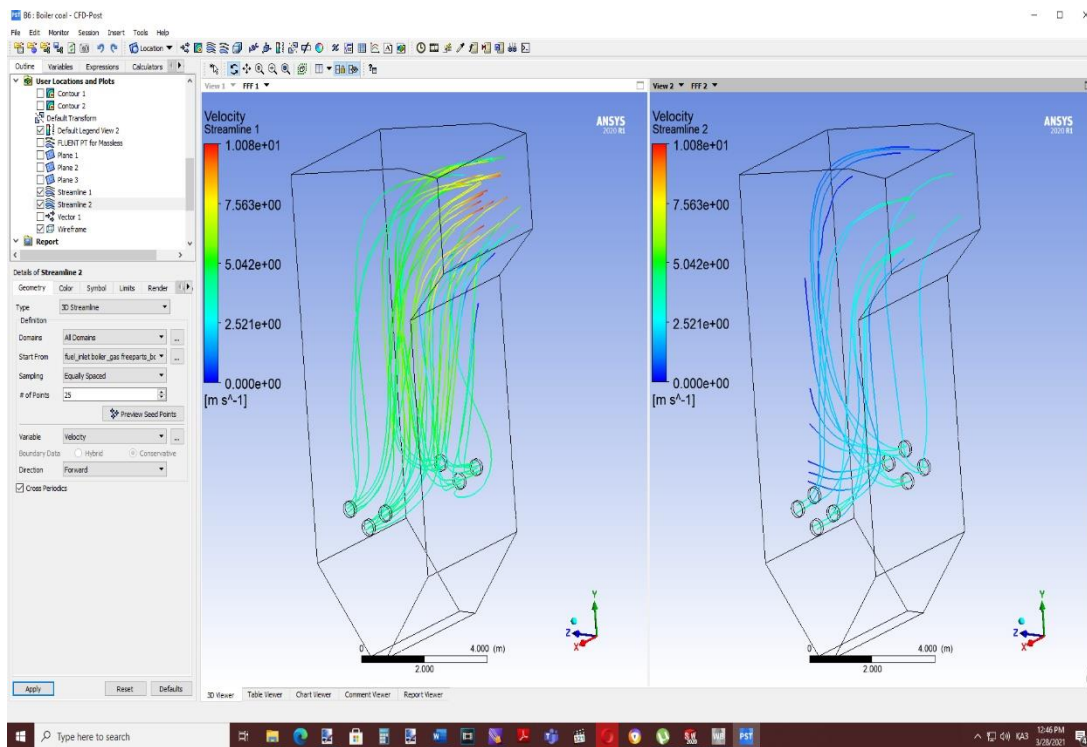 B6 : Boiler coal - CFD-Post
File Edit Monitor Session Insert Tools Help
Location
Outline Variables Expressions Calculators
User Locations and Plots
Contour 1
Contour 2
Default Transform
Default Legend View 2
FLUENT PT for Massless
Plane 1
Plane 2
Plane 3
Streamline 1
Streamline 2
Vector 1
Wireframe
Report
Details of Streamline 2
Geometry Color Symbol Limits Render
Type 3D Streamline
Definition
Domains All Domains ...
Start From fuel_inlet boiler_gas freeparts_bc ...
Sampling Equally Spaced
# of Points 25
Preview Seed Points
Variable Velocity ...
Boundary Data Hybrid Conservative
Direction Forward
Cross Periodics
Apply Reset Defaults
View 1 FFF 1
Velocity
Streamline 1
1.008e+01
7.563e+00
5.042e+00
2.521e+00
0.000e+00
[m s^-1]
ANSYS
2020 R1
Y
Z
X
0 4.000 (m)
2.000
View 2 FFF 2
Velocity
Streamline 2
1.008e+01
7.563e+00
5.042e+00
2.521e+00
0.000e+00
[m s^-1]
ANSYS
2020 R1
Y
Z
X
0 4.000 (m)
2.000
3D Viewer Table Viewer Chart Viewer Comment Viewer Report Viewer
Type here to search
PST
КАЗ
12:46 PM
3/28/2021